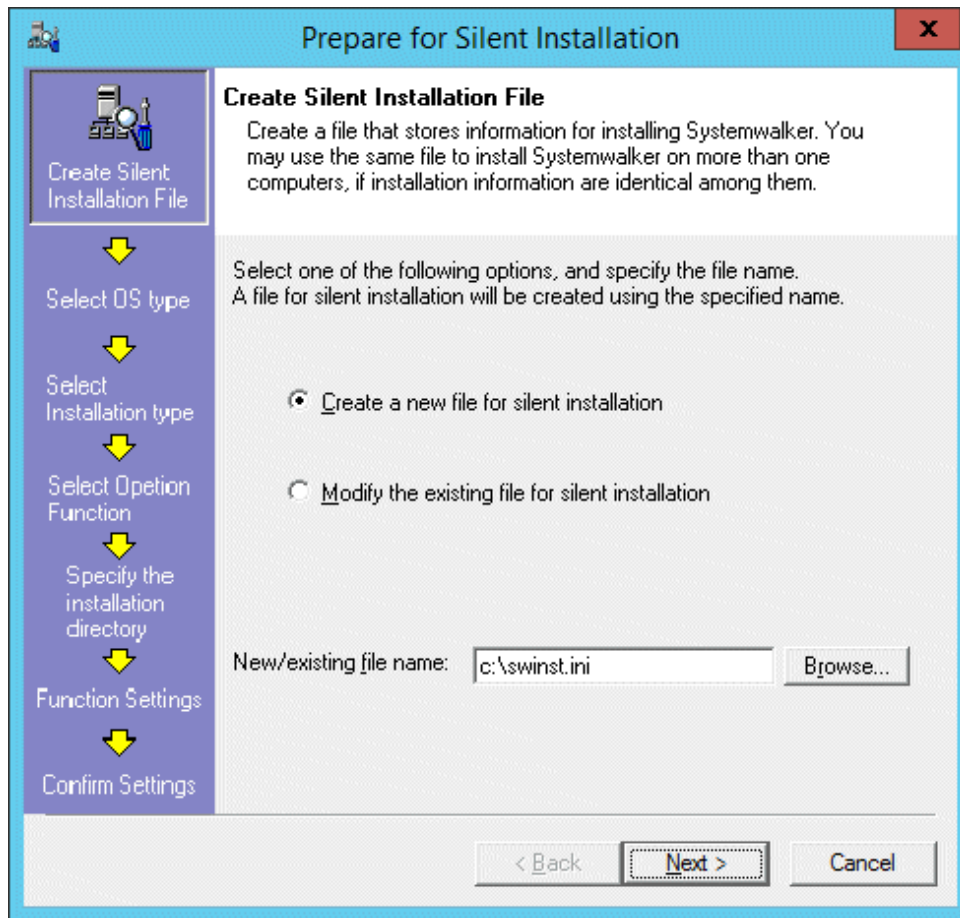 Prepare for Silent Installation
x
Create Silent
Installation File
Select OS type
Select
Installation type
Select Opetion
Function
Specify the
installation
directory
Function Settings
Confirm Settings
Create Silent Installation File
Create a file that stores information for installing Systemwalker. You
may use the same file to install Systemwalker on more than one
computers, if installation information are identical among them.
Select one of the following options, and specify the file name.
A file for silent installation will be created using the specified name.
Create a new file for silent installation
Modify the existing file for silent installation
New/existing file name: c:\swinst.ini Browse...
< Back Next > Cancel